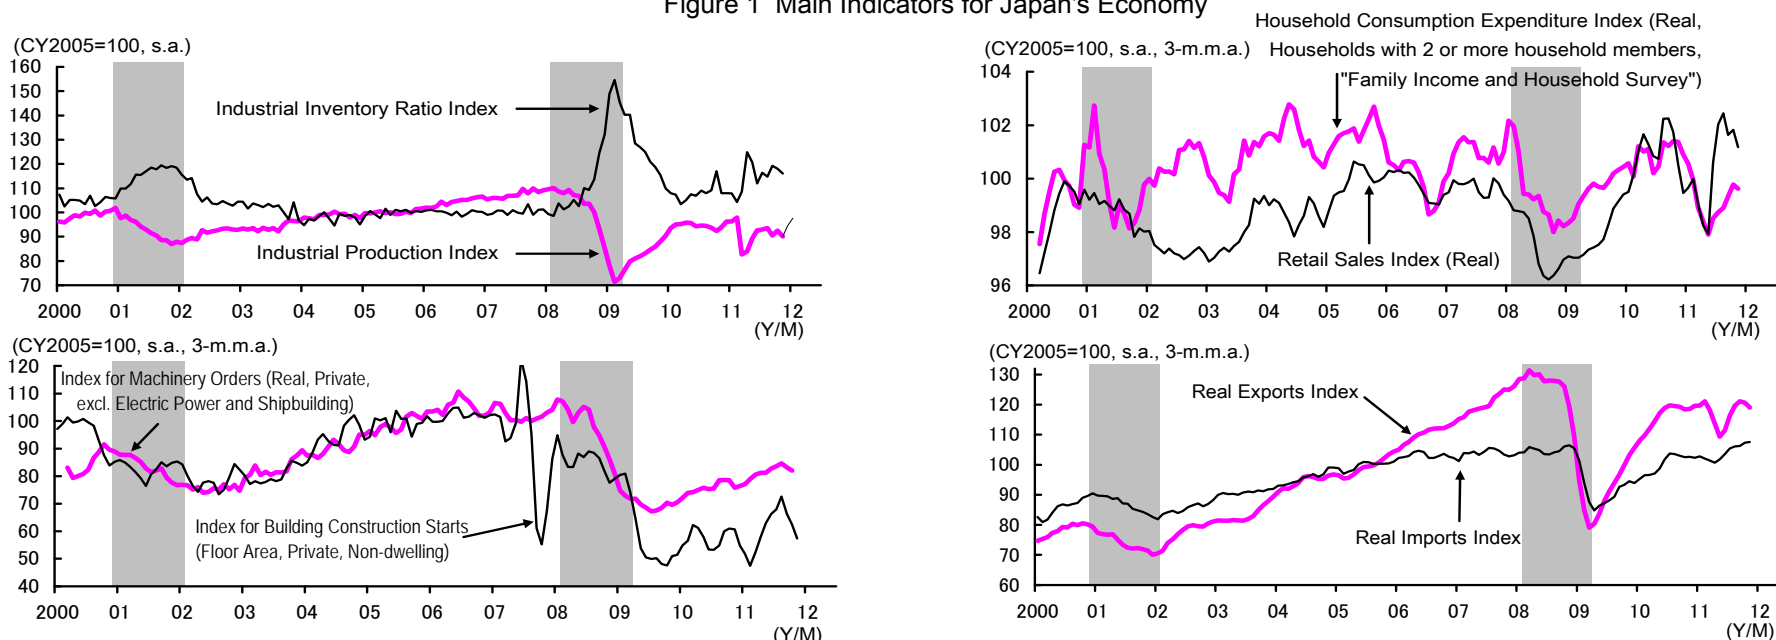 Figure 1 Main Indicators for Japan's Economy
(CY2005=100, s.a.)
160
150
140
130
120
110
100
90
80
70
Industrial Inventory Ratio Index
Industrial Production Index
2000 01 02 03 04 05 06 07 08 09 10 11 12
(Y/M)
(CY2005=100, s.a., 3-m.m.a.)
Household Consumption Expenditure Index (Real,
Households with 2 or more household members,
"Family Income and Household Survey")
104
102
100
98
96
Retail Sales Index (Real)
2000 01 02 03 04 05 06 07 08 09 10 11 12
(Y/M)
(CY2005=100, s.a., 3-m.m.a.)
120
110
100
90
80
70
60
50
40
Index for Machinery Orders (Real, Private,
excl. Electric Power and Shipbuilding)
Index for Building Construction Starts
(Floor Area, Private, Non-dwelling)
2000 01 02 03 04 05 06 07 08 09 10 11 12
(Y/M)
(CY2005=100, s.a., 3-m.m.a.)
130
120
110
100
90
80
70
60
Real Exports Index
Real Imports Index
2000 01 02 03 04 05 06 07 08 09 10 11 12
(Y/M)